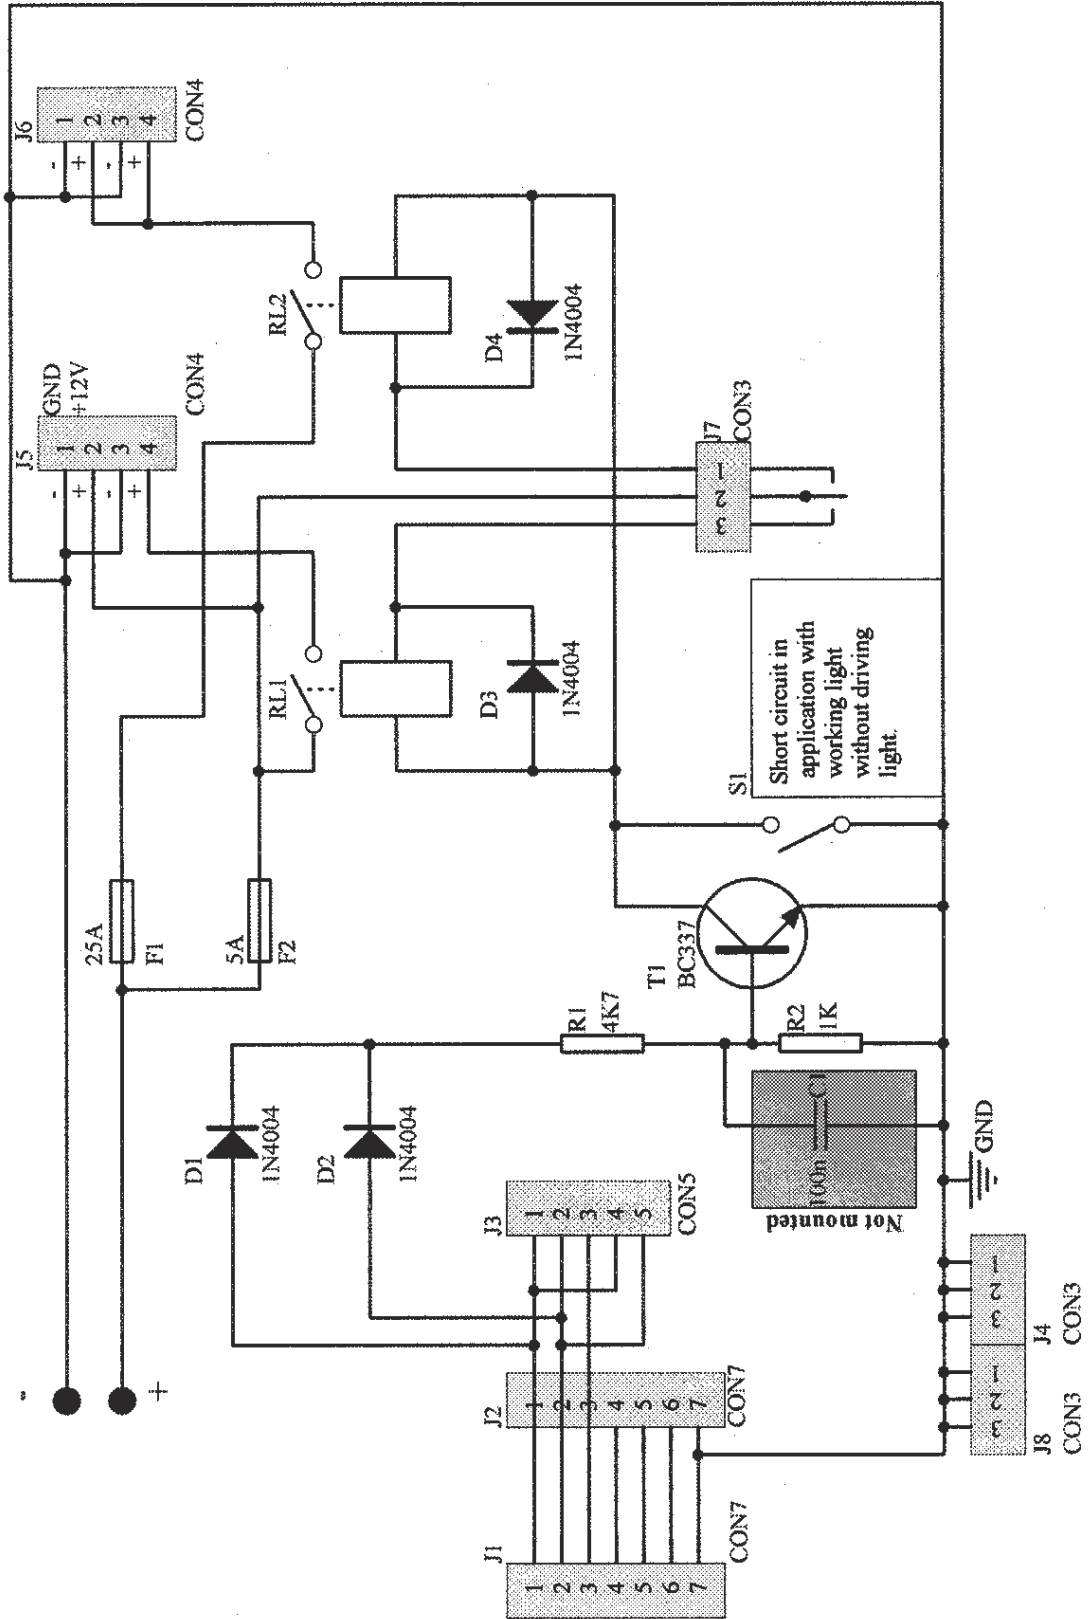 J6
1
2
3
4
-
+
-
+
CON4
RL2
D4
1N4004
GND
+12V
J5
1
2
3
4
-
+
-
+
CON4
J7
CON3
1
2
3
RL1
D3
1N4004
S1
Short circuit in
application with
working light
without driving
light.
25A
F1
5A
F2
T1
BC337
R1
4K7
R2
1K
D1
1N4004
D2
1N4004
100n
C1
Not mounted
GND
J3
1
2
3
4
5
CON5
-
+
J2
1
2
3
4
5
6
7
CON7
J1
1
2
3
4
5
6
7
CON7
1
2
3
J4
CON3
1
2
3
J8
CON3